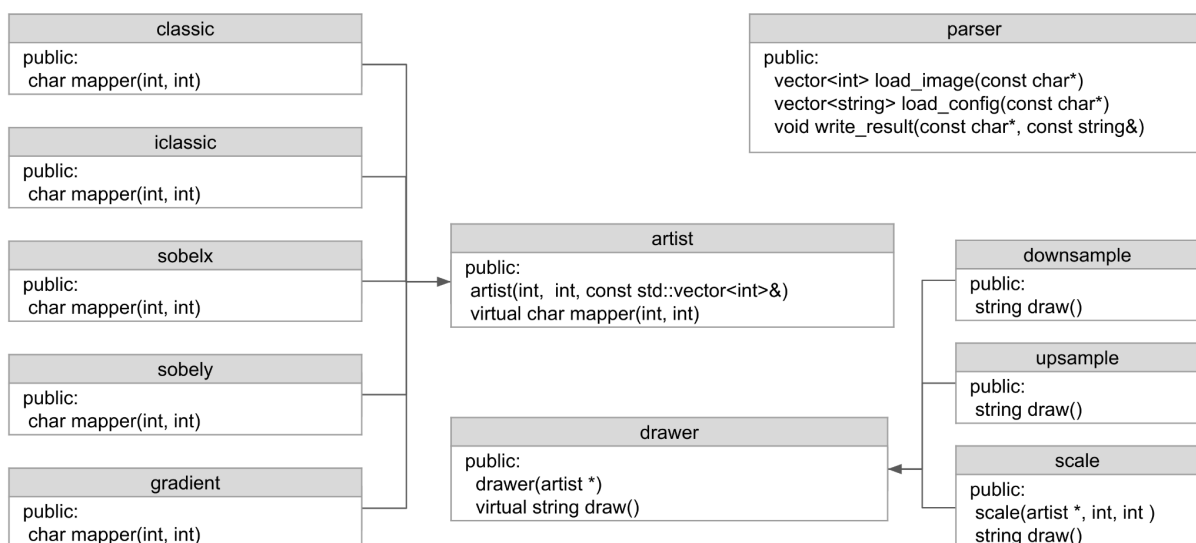 classic
public:
char mapper(int, int)
iclassic
public:
char mapper(int, int)
sobelx
public:
char mapper(int, int)
sobely
public:
char mapper(int, int)
gradient
public:
char mapper(int, int)
parser
public:
vector<int> load_image(const char*)
vector<string> load_config(const char*)
void write_result(const char*, const string&)
artist
public:
artist(int, int, const std::vector<int>&)
virtual char mapper(int, int)
drawer
public:
drawer(artist *)
virtual string draw()
downsample
public:
string draw()
upsample
public:
string draw()
scale
public:
scale(artist *, int, int )
string draw()